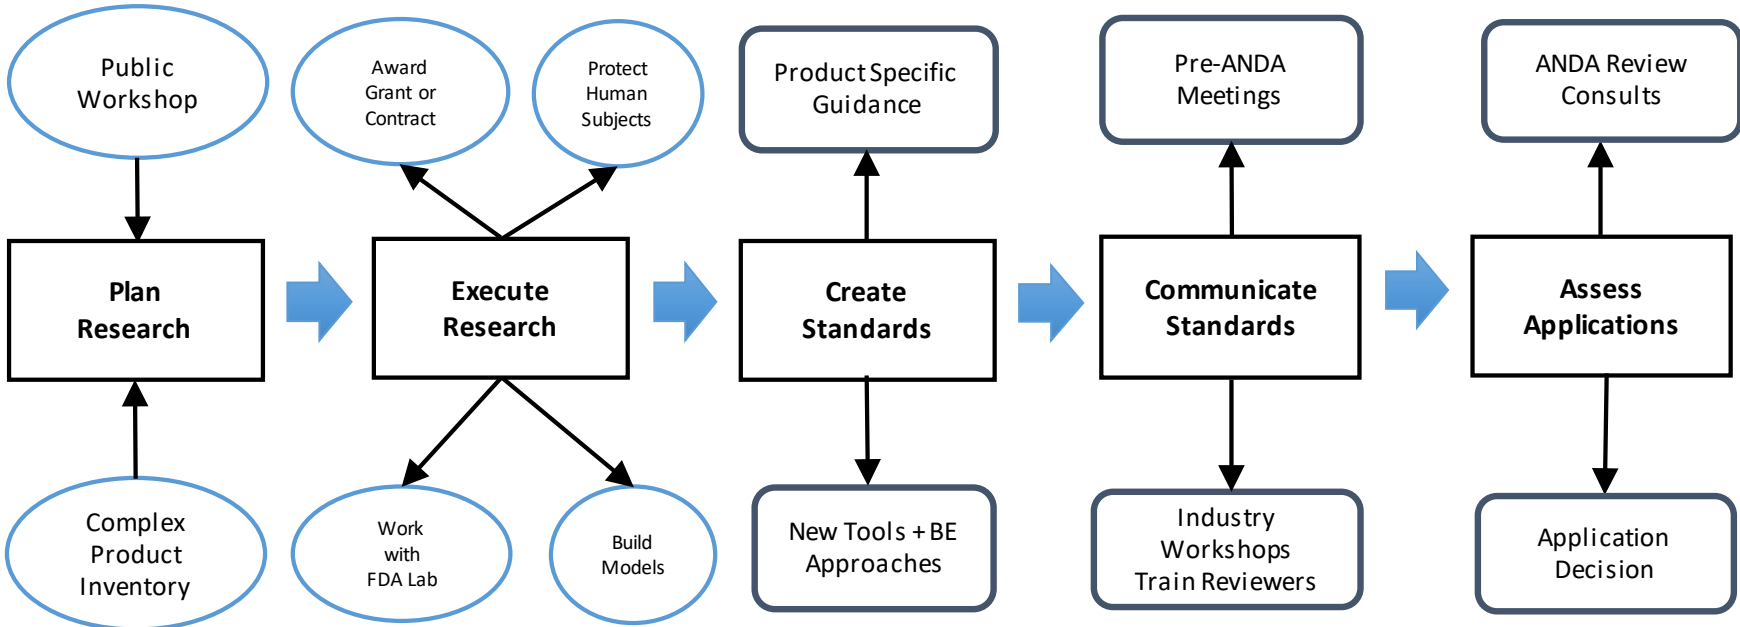 Public
Workshop
Award
Grant or
Contract
Protect
Human
Subjects
Product Specific
Guidance
Pre-ANDA
Meetings
ANDA Review
Consults
Plan
Research
Execute
Research
Create
Standards
Communicate
Standards
Assess
Applications
Complex
Product
Inventory
Work
with
FDA Lab
Build
Models
New Tools + BE
Approaches
Industry
Workshops
Train Reviewers
Application
Decision